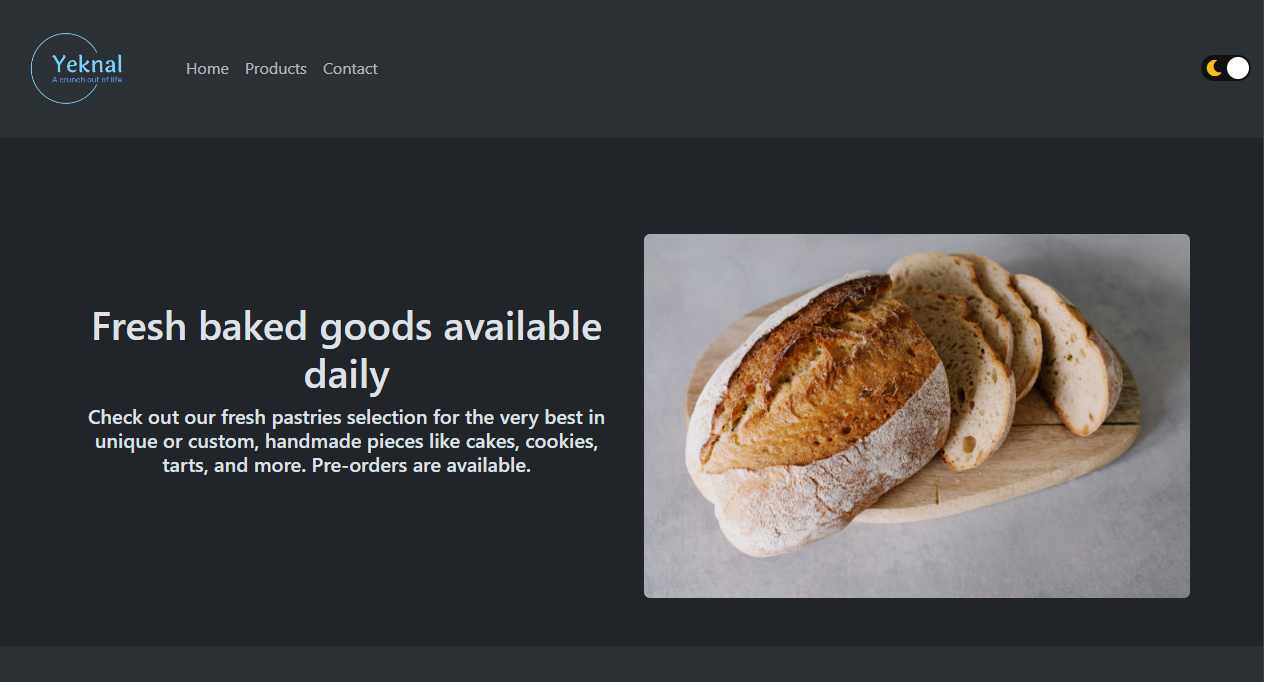 Yeknal
A crunch out of life
Home Products Contact
Fresh baked goods available
daily
Check out our fresh pastries selection for the very best in
unique or custom, handmade pieces like cakes, cookies,
tarts, and more. Pre-orders are available.